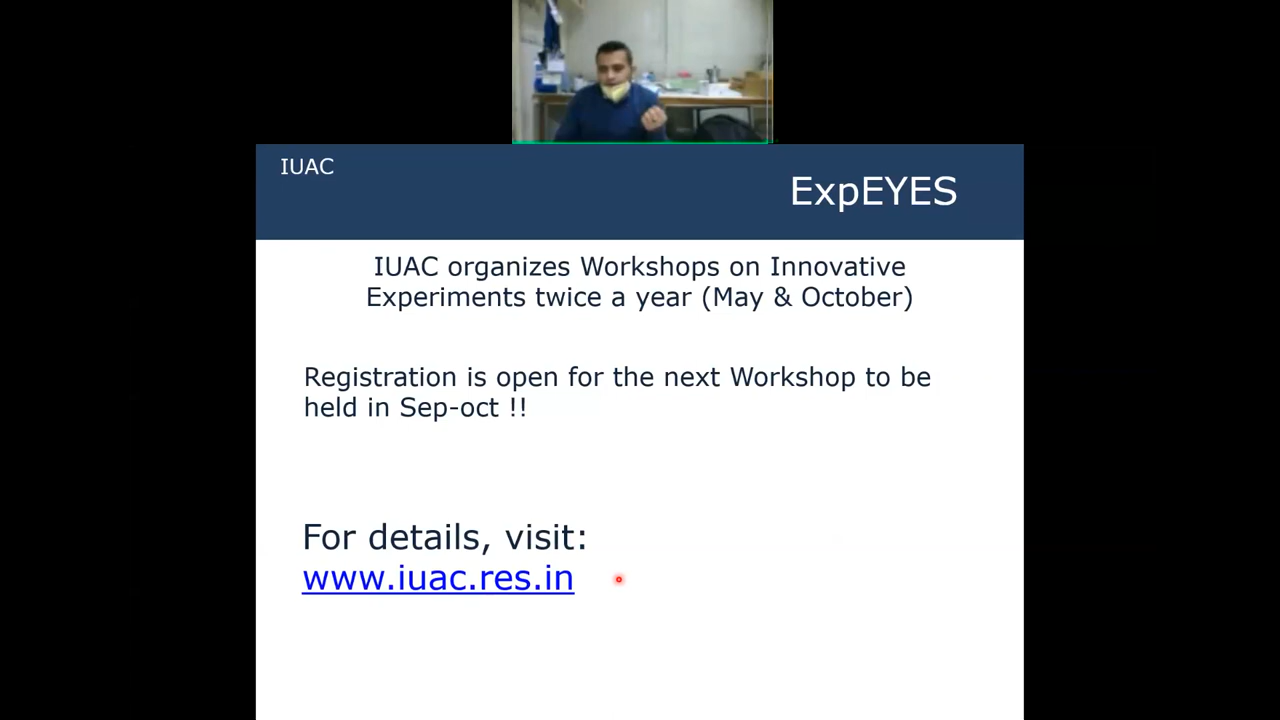 IUAC
ExpEYES
IUAC organizes Workshops on Innovative
Experiments twice a year (May & October)
Registration is open for the next Workshop to be
held in Sep-oct !!
For details, visit:
www.iuac.res.in